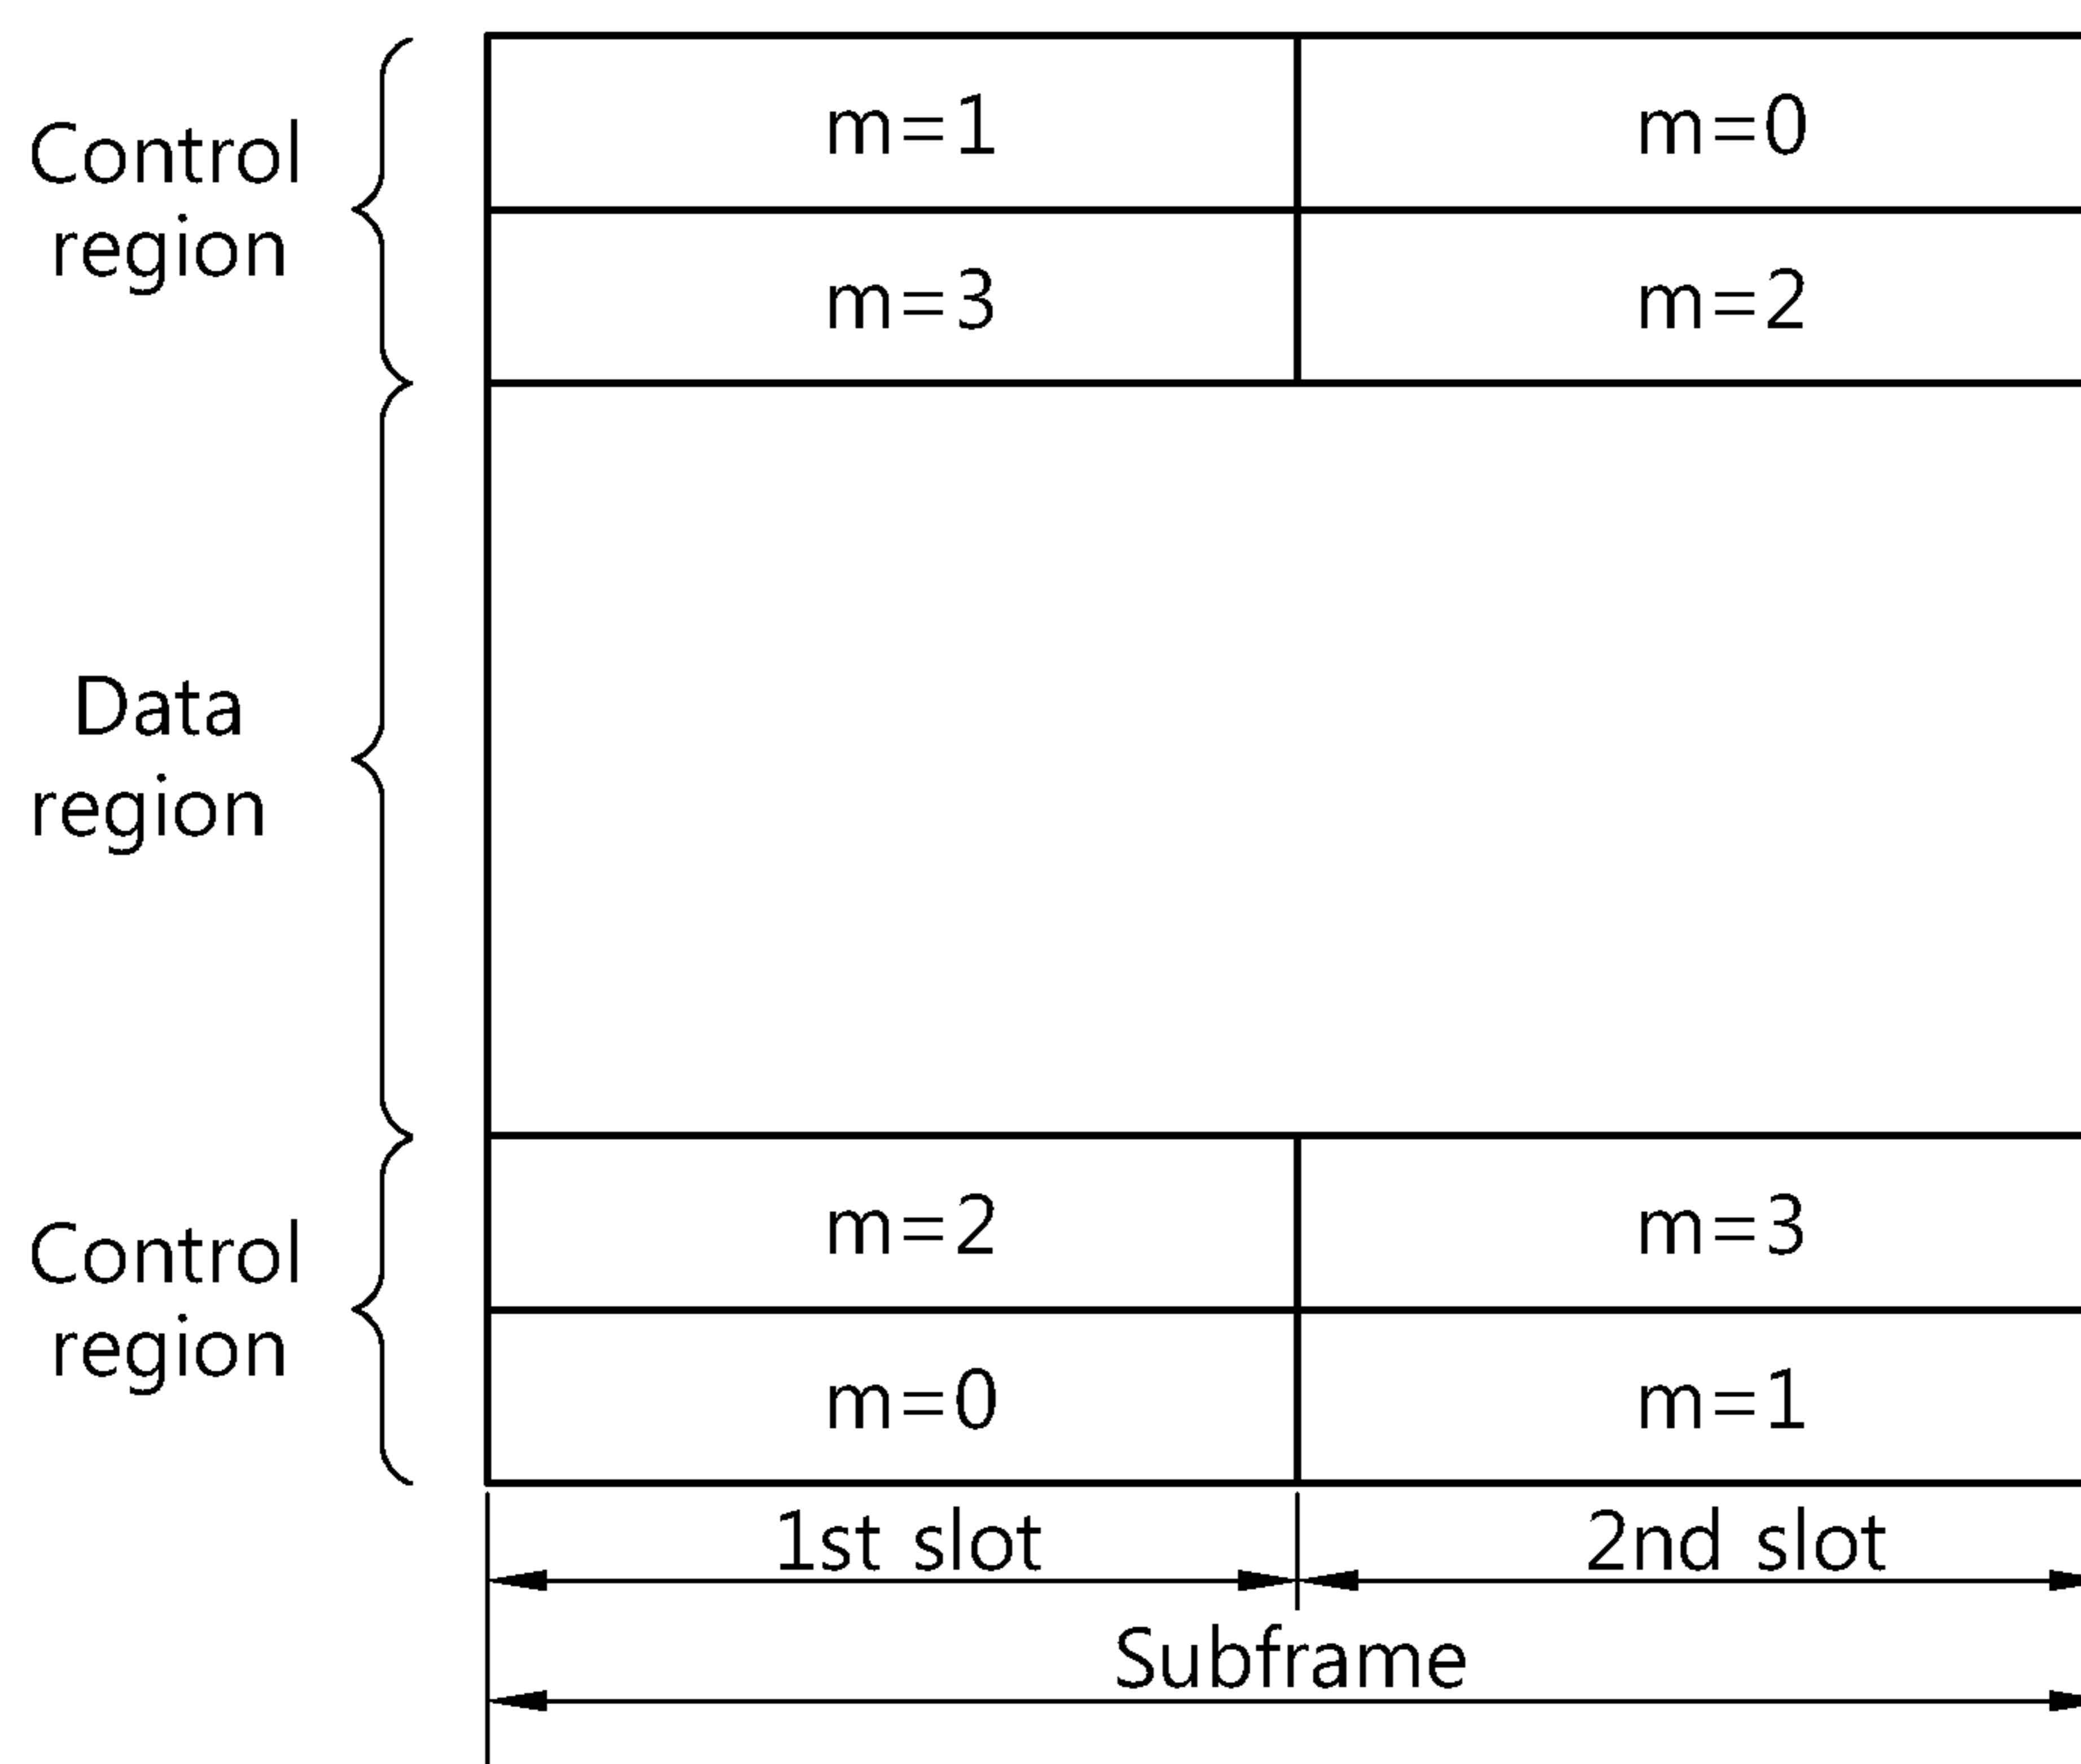 Control
region
m=1
m=0
m=3
m=2
Data
region
Control
region
m=2
m=3
m=0
m=1
1st slot
2nd slot
Subframe